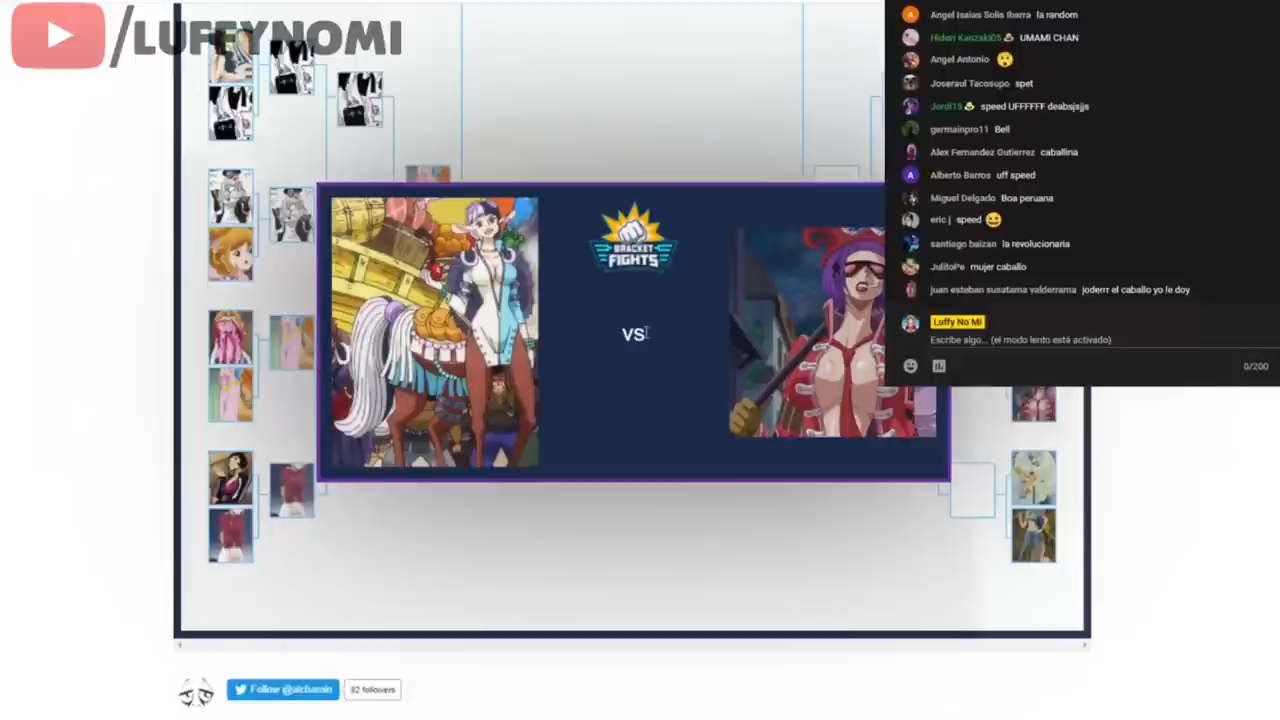 /LUFFYNOMI
Angel Isaias Solis Ibarra la random
Hideri Kanzaki05 UMAMI CHAN
Angel Antonio
Joseraul Tacosupo spet
Jordi15 speed UFFFFFF deabsjsjjs
germainpro11 Bell
Alex Fernandez Gutierrez caballina
A Alberto Barros uff speed
Miguel Delgado Boa peruana
eric j speed
santiago baizan la revolucionaria
JulitoPe mujer caballo
juan esteban susatama valderrama joderrr el caballo yo le doy
Luffy No Mi
Escribe algo... (el modo lento está activado)
0/200
BRACKET
FIGHTS
VS
Follow @aichamin
82 followers